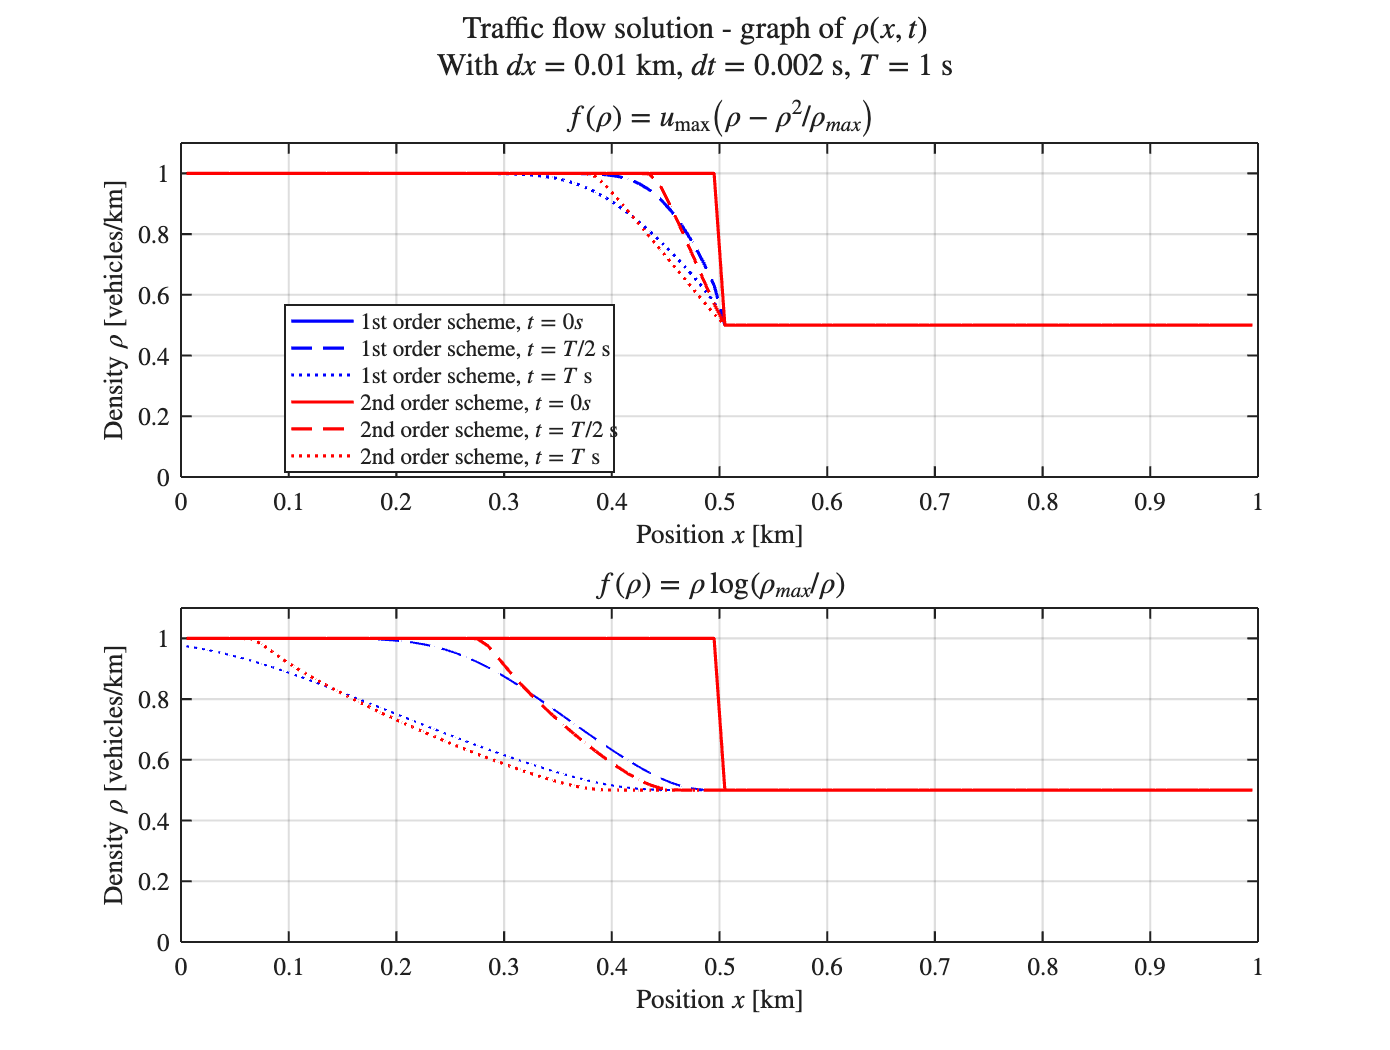 Traffic flow solution - graph of ρ(x, t)
With dx = 0.01 km, dt = 0.002 s, T = 1 s
f(ρ) = u_max(ρ − ρ²/ρ_max)
Density ρ [vehicles/km]
1
0.8
0.6
0.4
0.2
0
1st order scheme, t = 0s
1st order scheme, t = T/2 s
1st order scheme, t = T s
2nd order scheme, t = 0s
2nd order scheme, t = T/2 s
2nd order scheme, t = T s
0 0.1 0.2 0.3 0.4 0.5 0.6 0.7 0.8 0.9 1
Position x [km]
f(ρ) = ρ log(ρ_max/ρ)
Density ρ [vehicles/km]
1
0.8
0.6
0.4
0.2
0
0 0.1 0.2 0.3 0.4 0.5 0.6 0.7 0.8 0.9 1
Position x [km]